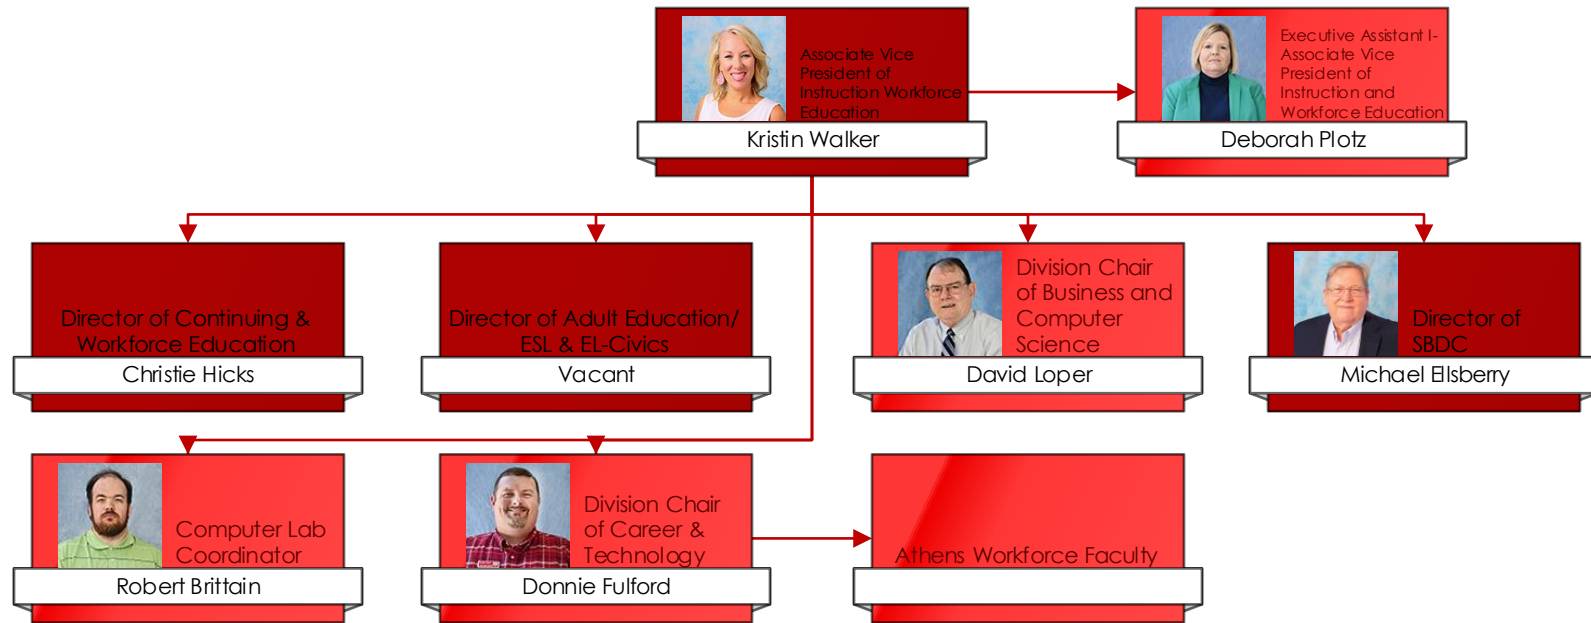 Associate Vice
President of
Instruction Workforce
Education
Kristin Walker
Executive Assistant I-
Associate Vice
President of
Instruction and
Workforce Education
Deborah Plotz
Director of Continuing &
Workforce Education
Christie Hicks
Director of Adult Education/
ESL & EL-Civics
Vacant
Division Chair
of Business and
Computer
Science
David Loper
Director of
SBDC
Michael Ellsberry
Computer Lab
Coordinator
Robert Brittain
Division Chair
of Career &
Technology
Donnie Fulford
Athens Workforce Faculty